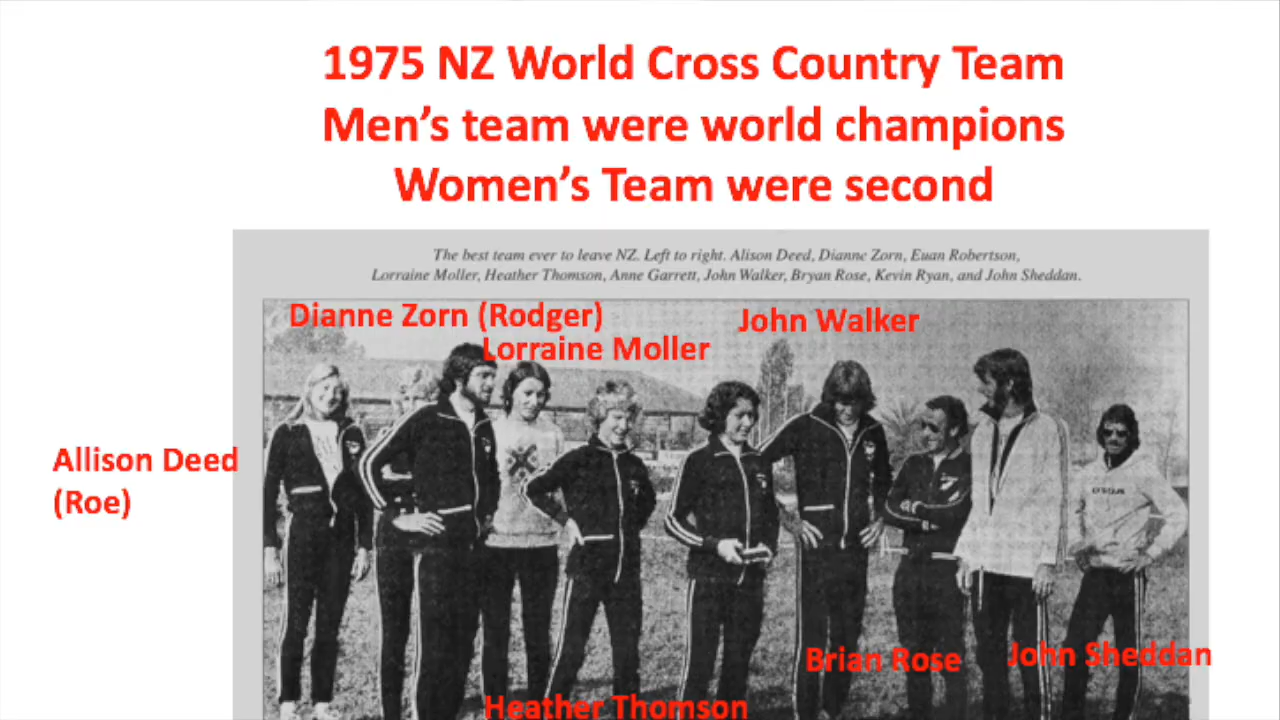 1975 NZ World Cross Country Team
Men's team were world champions
Women's Team were second
The best team ever to leave NZ. Left to right. Alison Deed, Dianne Zorn, Euan Robertson,
Lorraine Moller, Heather Thomson, Anne Garrett, John Walker, Bryan Rose, Kevin Ryan, and John Sheddan.
Dianne Zorn (Rodger)
John Walker
Lorraine Moller
Allison Deed
(Roe)
Brian Rose
John Sheddan
Heather Thomson